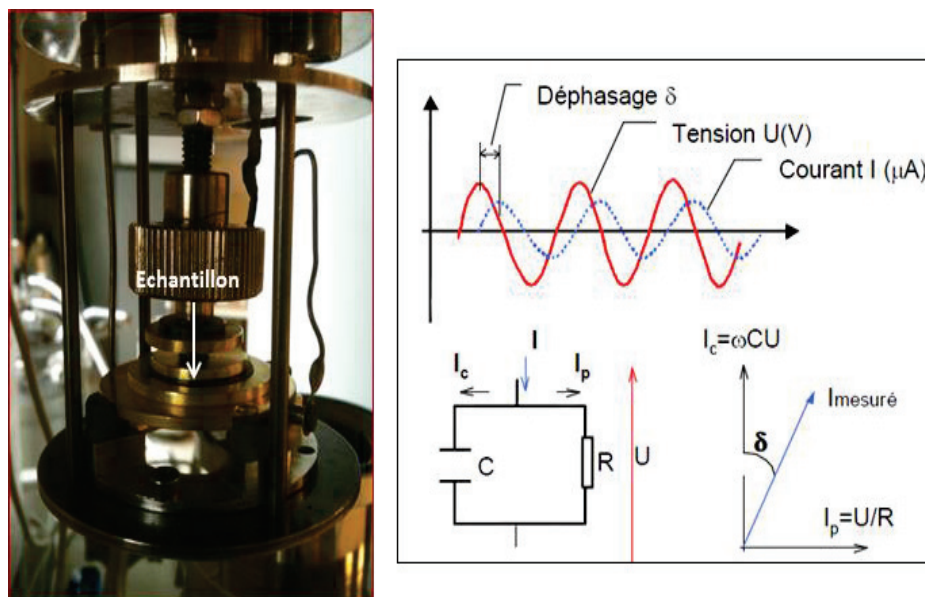 Echantillon
Déphasage δ
Tension U(V)
Courant I (μA)
I
Ic
Ip
C
R
U
Ic=ωCU
Imesuré
δ
Ip=U/R